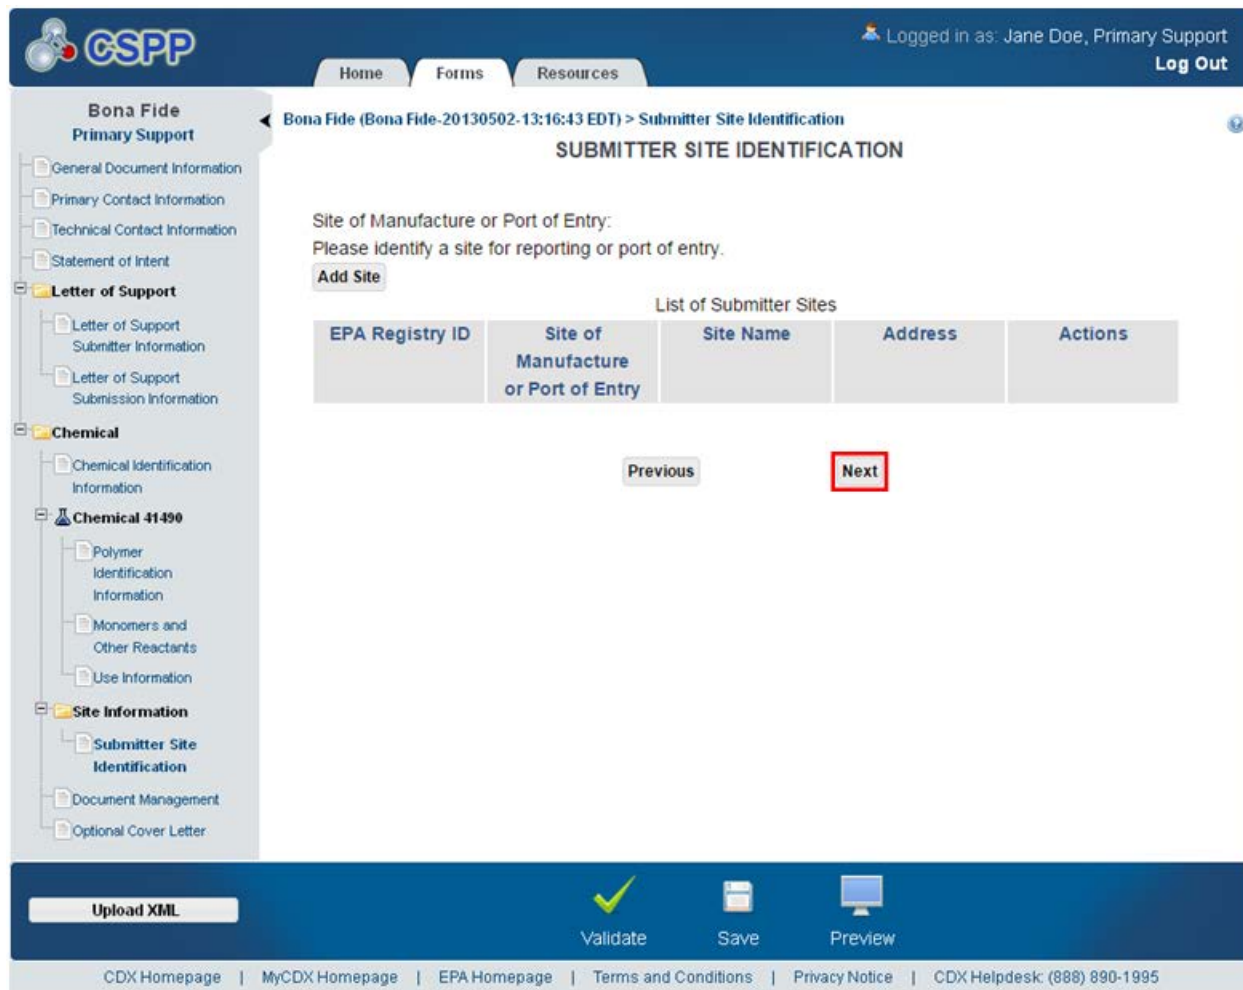 CSPP
Logged in as: Jane Doe, Primary Support
Log Out
Home
Forms
Resources
Bona Fide
Primary Support
General Document Information
Primary Contact Information
Technical Contact Information
Statement of Intent
Letter of Support
Letter of Support
Submitter Information
Letter of Support
Submission Information
Chemical
Chemical Identification
Information
Chemical 41490
Polymer
Identification
Information
Monomers and
Other Reactants
Use Information
Site Information
Submitter Site
Identification
Document Management
Optional Cover Letter
Bona Fide (Bona Fide-20130502-13:16:43 EDT) > Submitter Site Identification
SUBMITTER SITE IDENTIFICATION
Site of Manufacture or Port of Entry:
Please identify a site for reporting or port of entry.
Add Site
List of Submitter Sites
EPA Registry ID
Site of
Manufacture
or Port of Entry
Site Name
Address
Actions
Previous
Next
Upload XML
Validate
Save
Preview
CDX Homepage | MyCDX Homepage | EPA Homepage | Terms and Conditions | Privacy Notice | CDX Helpdesk: (888) 890-1995